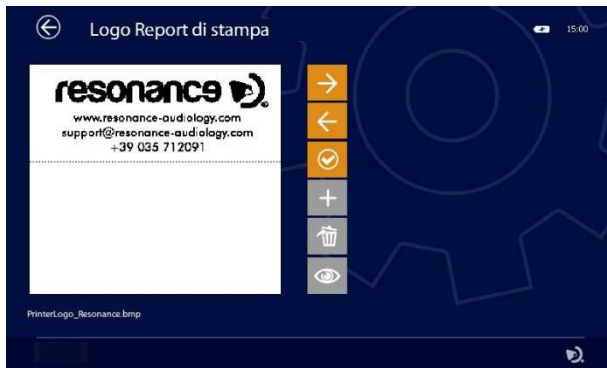 Logo Report di stampa
15:00
resonance
www.resonance-audiology.com
support@resonance-audiology.com
+39 035 712091
PrinterLogo_Resonance.bmp